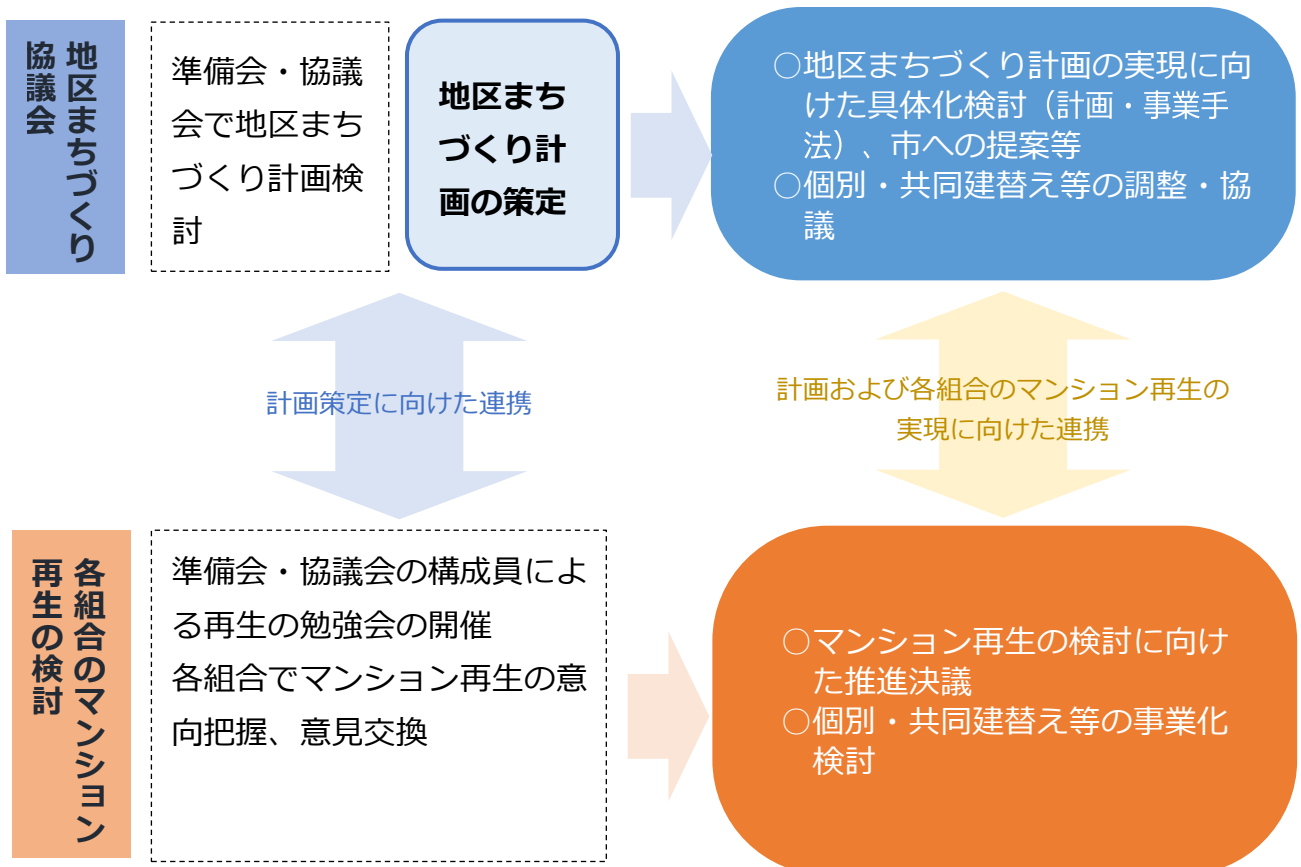 地区まちづくり
協議会
準備会・協議
会で地区まち
づくり計画検
討
地区まち
づくり計
画の策定
○地区まちづくり計画の実現に向
けた具体化検討（計画・事業手
法）、市への提案等
○個別・共同建替え等の調整・協
議
計画策定に向けた連携
計画および各組合のマンション再生の
実現に向けた連携
各組合のマンション
再生の検討
準備会・協議会の構成員によ
る再生の勉強会の開催
各組合でマンション再生の意
向把握、意見交換
○マンション再生の検討に向け
た推進決議
○個別・共同建替え等の事業化
検討